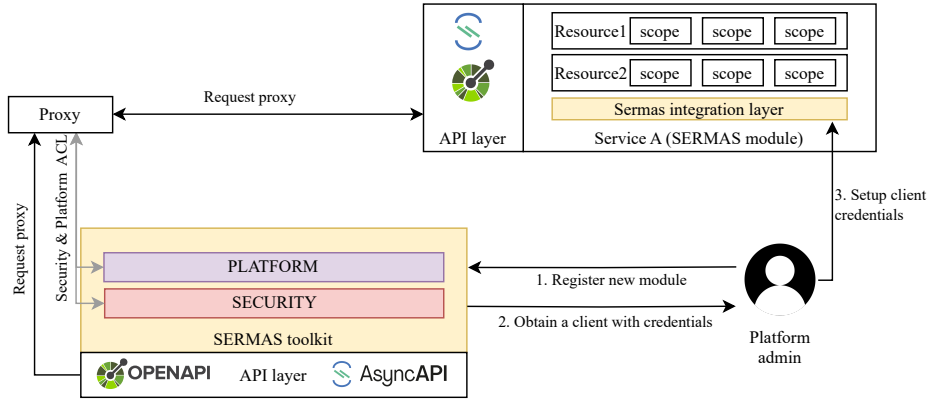 Resource1 scope scope scope
Resource2 scope scope scope
Sermas integration layer
API layer
Service A (SERMAS module)
Proxy
Request proxy
Request proxy
Security & Platform ACL
3. Setup client
credentials
PLATFORM
SECURITY
SERMAS toolkit
1. Register new module
2. Obtain a client with credentials
Platform
admin
OPENAPI
API layer
AsyncAPI